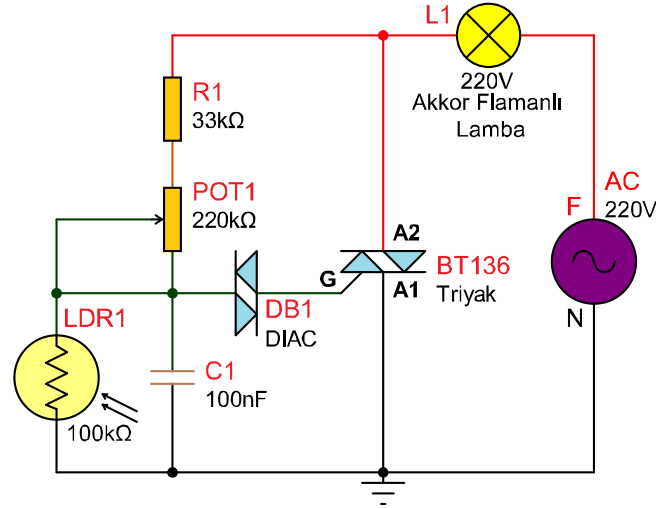 L1
220V
Akkor Flamanlı
Lamba
R1
33kΩ
POT1
220kΩ
AC
220V
F
N
A2
BT136
Triyak
G
A1
DB1
DIAC
LDR1
100kΩ
C1
100nF